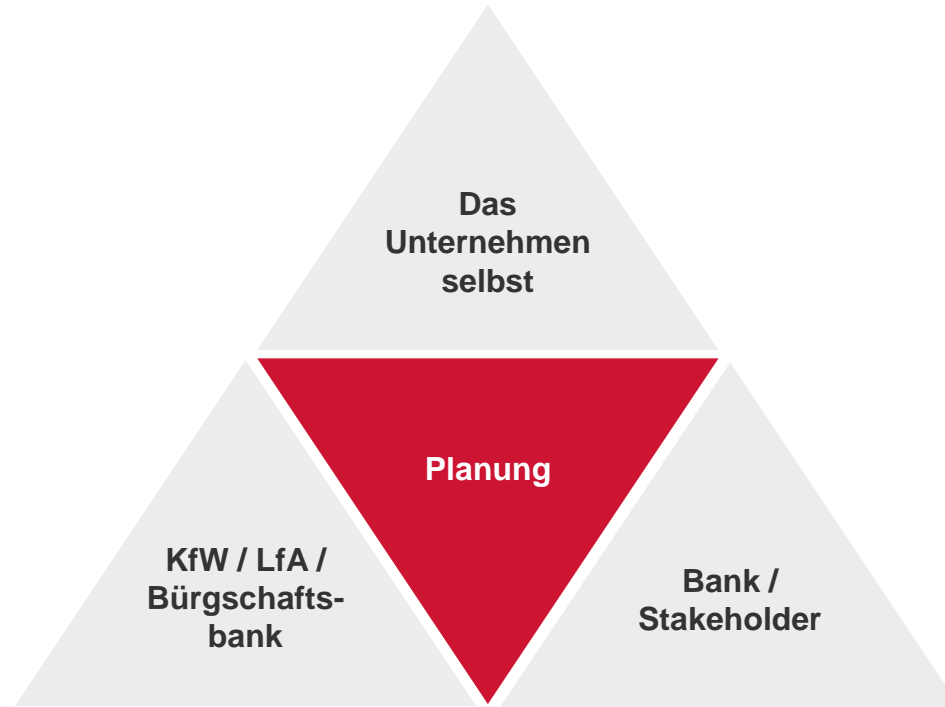 Das
Unternehmen
selbst
Planung
KfW / LfA /
Bürgschafts-
bank
Bank /
Stakeholder